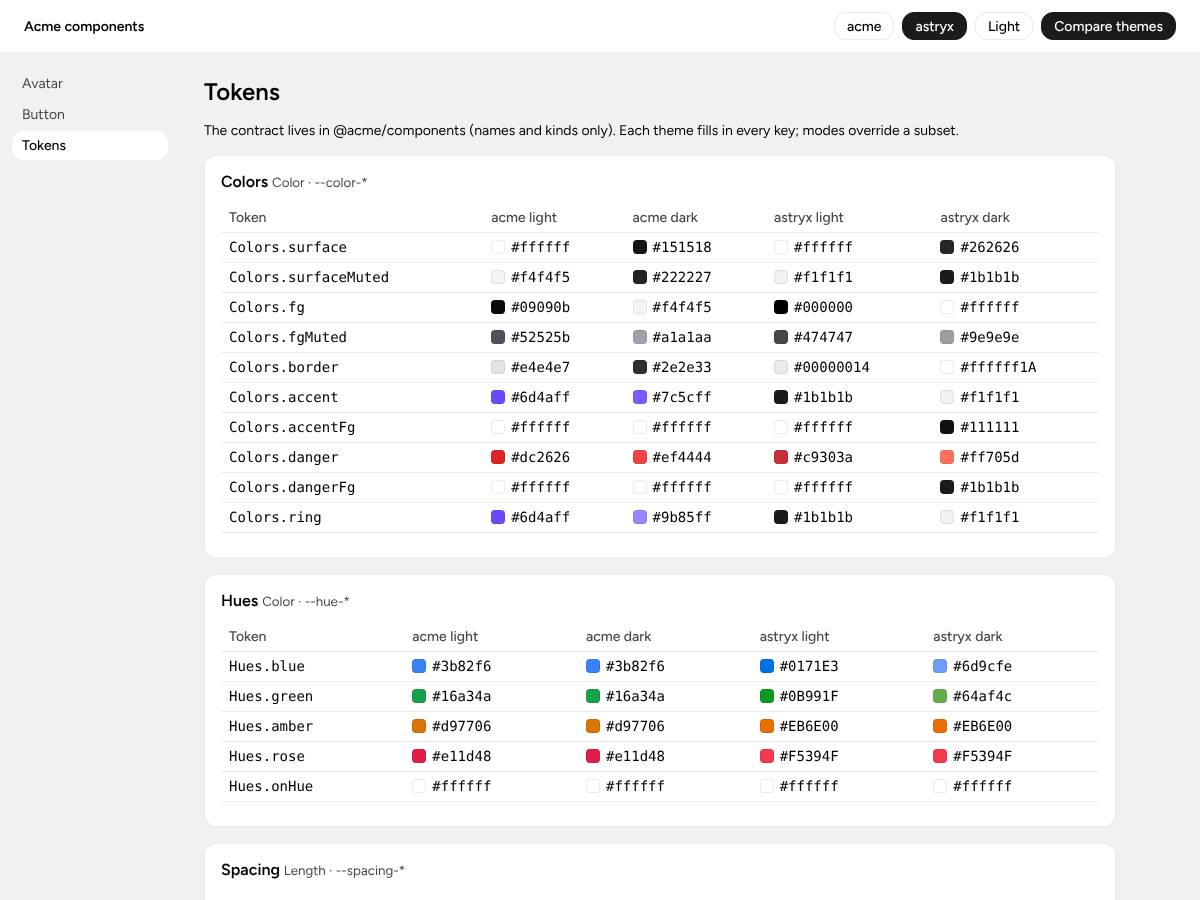 Acme components
acme
astryx
Light
Compare themes
Avatar
Button
Tokens
Tokens
The contract lives in @acme/components (names and kinds only). Each theme fills in every key; modes override a subset.
Colors Color · --color-*
Token acme light acme dark astryx light astryx dark
Colors.surface #ffffff #151518 #ffffff #262626
Colors.surfaceMuted #f4f4f5 #222227 #f1f1f1 #1b1b1b
Colors.fg #09090b #f4f4f5 #000000 #ffffff
Colors.fgMuted #52525b #a1a1aa #474747 #9e9e9e
Colors.border #e4e4e7 #2e2e33 #00000014 #ffffff1A
Colors.accent #6d4aff #7c5cff #1b1b1b #f1f1f1
Colors.accentFg #ffffff #ffffff #ffffff #111111
Colors.danger #dc2626 #ef4444 #c9303a #ff705d
Colors.dangerFg #ffffff #ffffff #ffffff #1b1b1b
Colors.ring #6d4aff #9b85ff #1b1b1b #f1f1f1
Hues Color · --hue-*
Token acme light acme dark astryx light astryx dark
Hues.blue #3b82f6 #3b82f6 #0171E3 #6d9cfe
Hues.green #16a34a #16a34a #0B991F #64af4c
Hues.amber #d97706 #d97706 #EB6E00 #EB6E00
Hues.rose #e11d48 #e11d48 #F5394F #F5394F
Hues.onHue #ffffff #ffffff #ffffff #ffffff
Spacing Length · --spacing-*